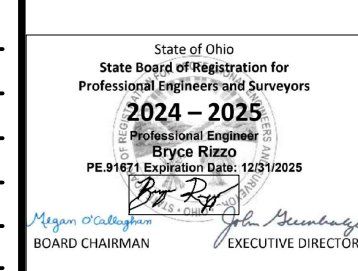 State of Ohio
State Board of Registration for
Professional Engineers and Surveyors
2024 – 2025
Professional Engineer
Bryce Rizzo
PE.91671 Expiration Date: 12/31/2025
Megan O'Callaghan
BOARD CHAIRMAN
EXECUTIVE DIRECTOR